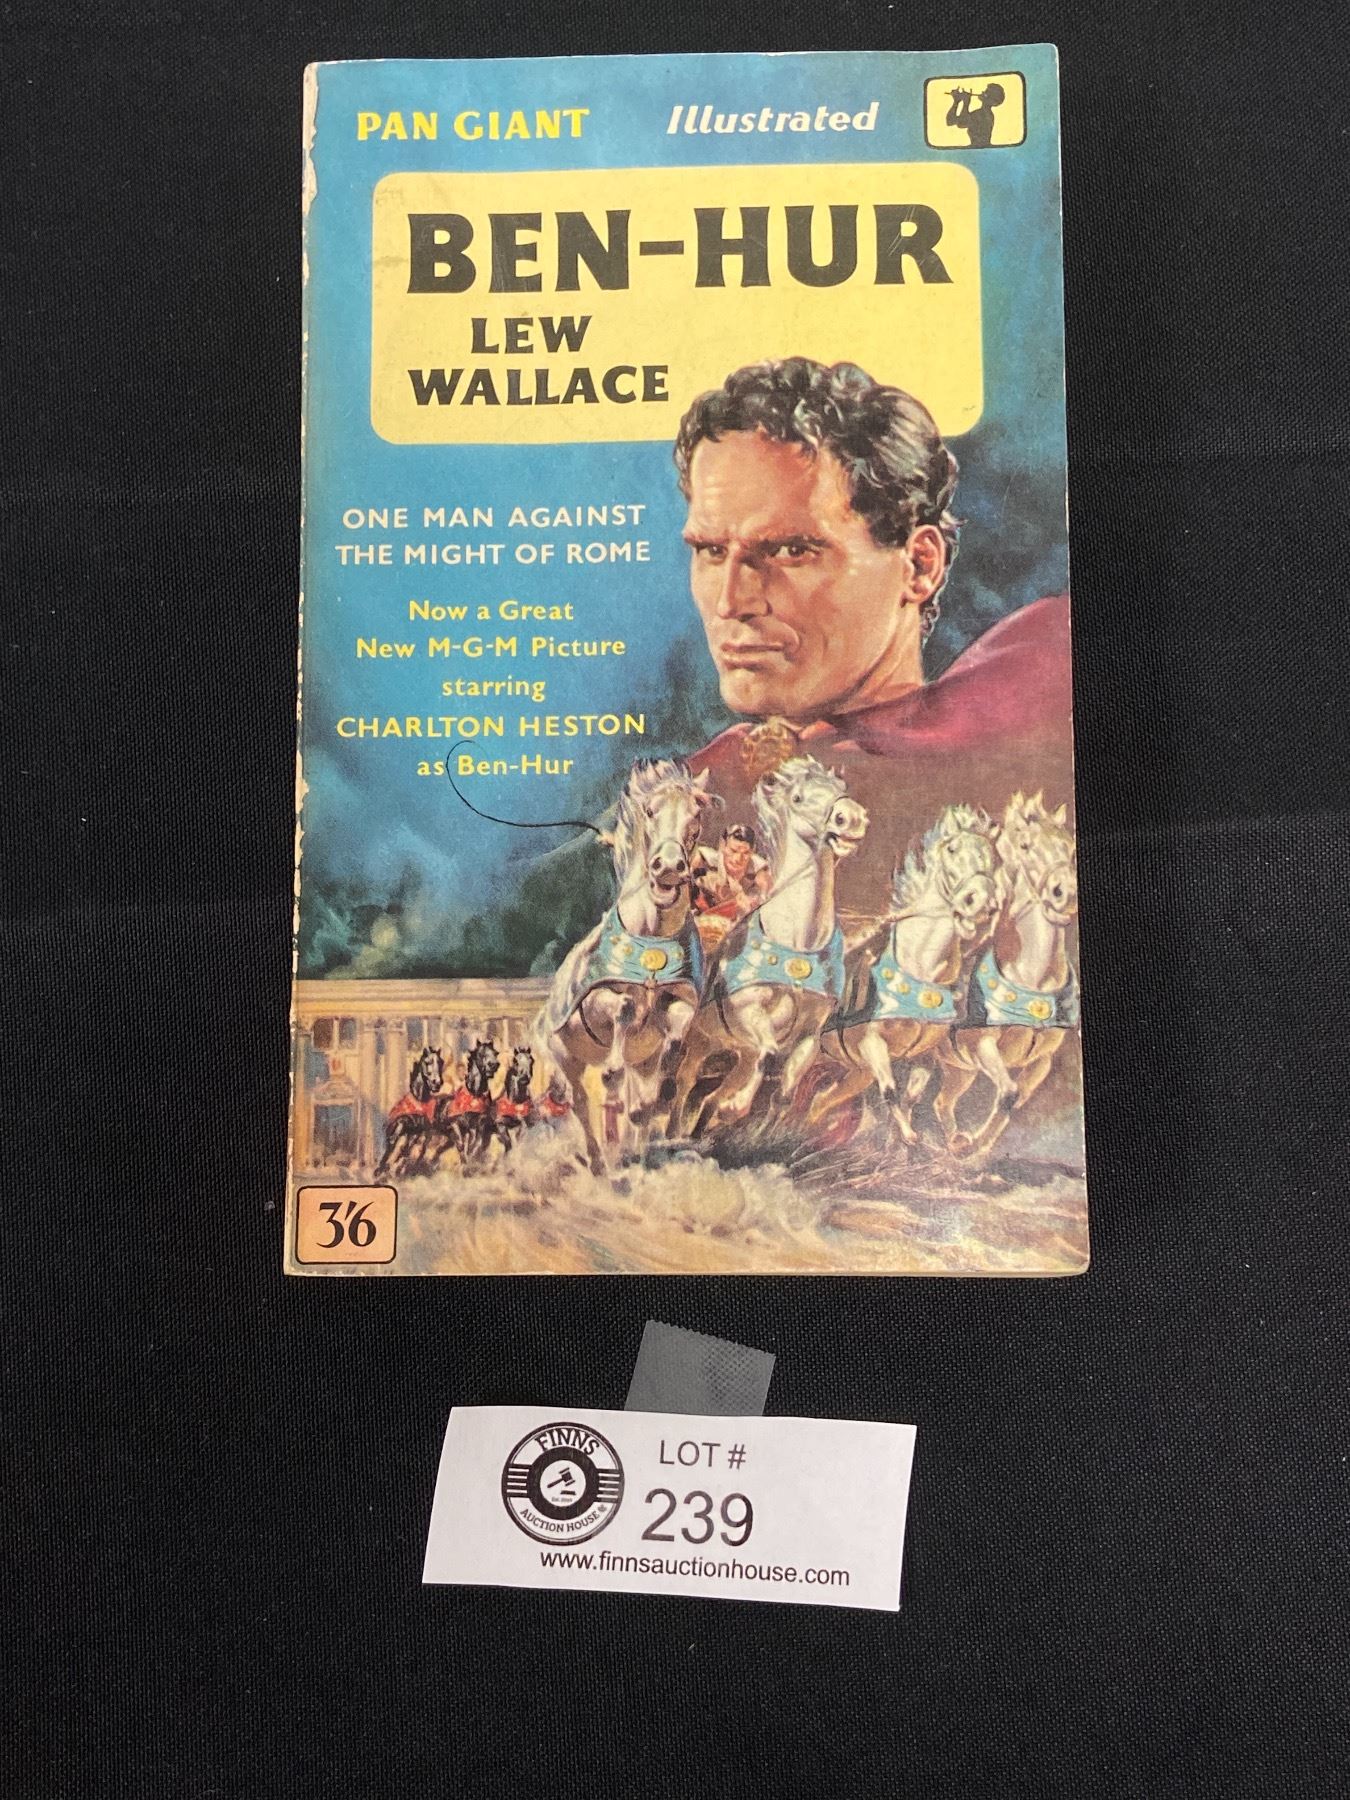 PAN GIANT Illustrated
BEN-HUR
LEW
WALLACE
ONE MAN AGAINST
THE MIGHT OF ROME
Now a Great
New M-G-M Picture
starring
CHARLTON HESTON
as Ben-Hur
3'6
FINNS
AUCTION HOUSE
LOT #
239
www.finnsauctionhouse.com